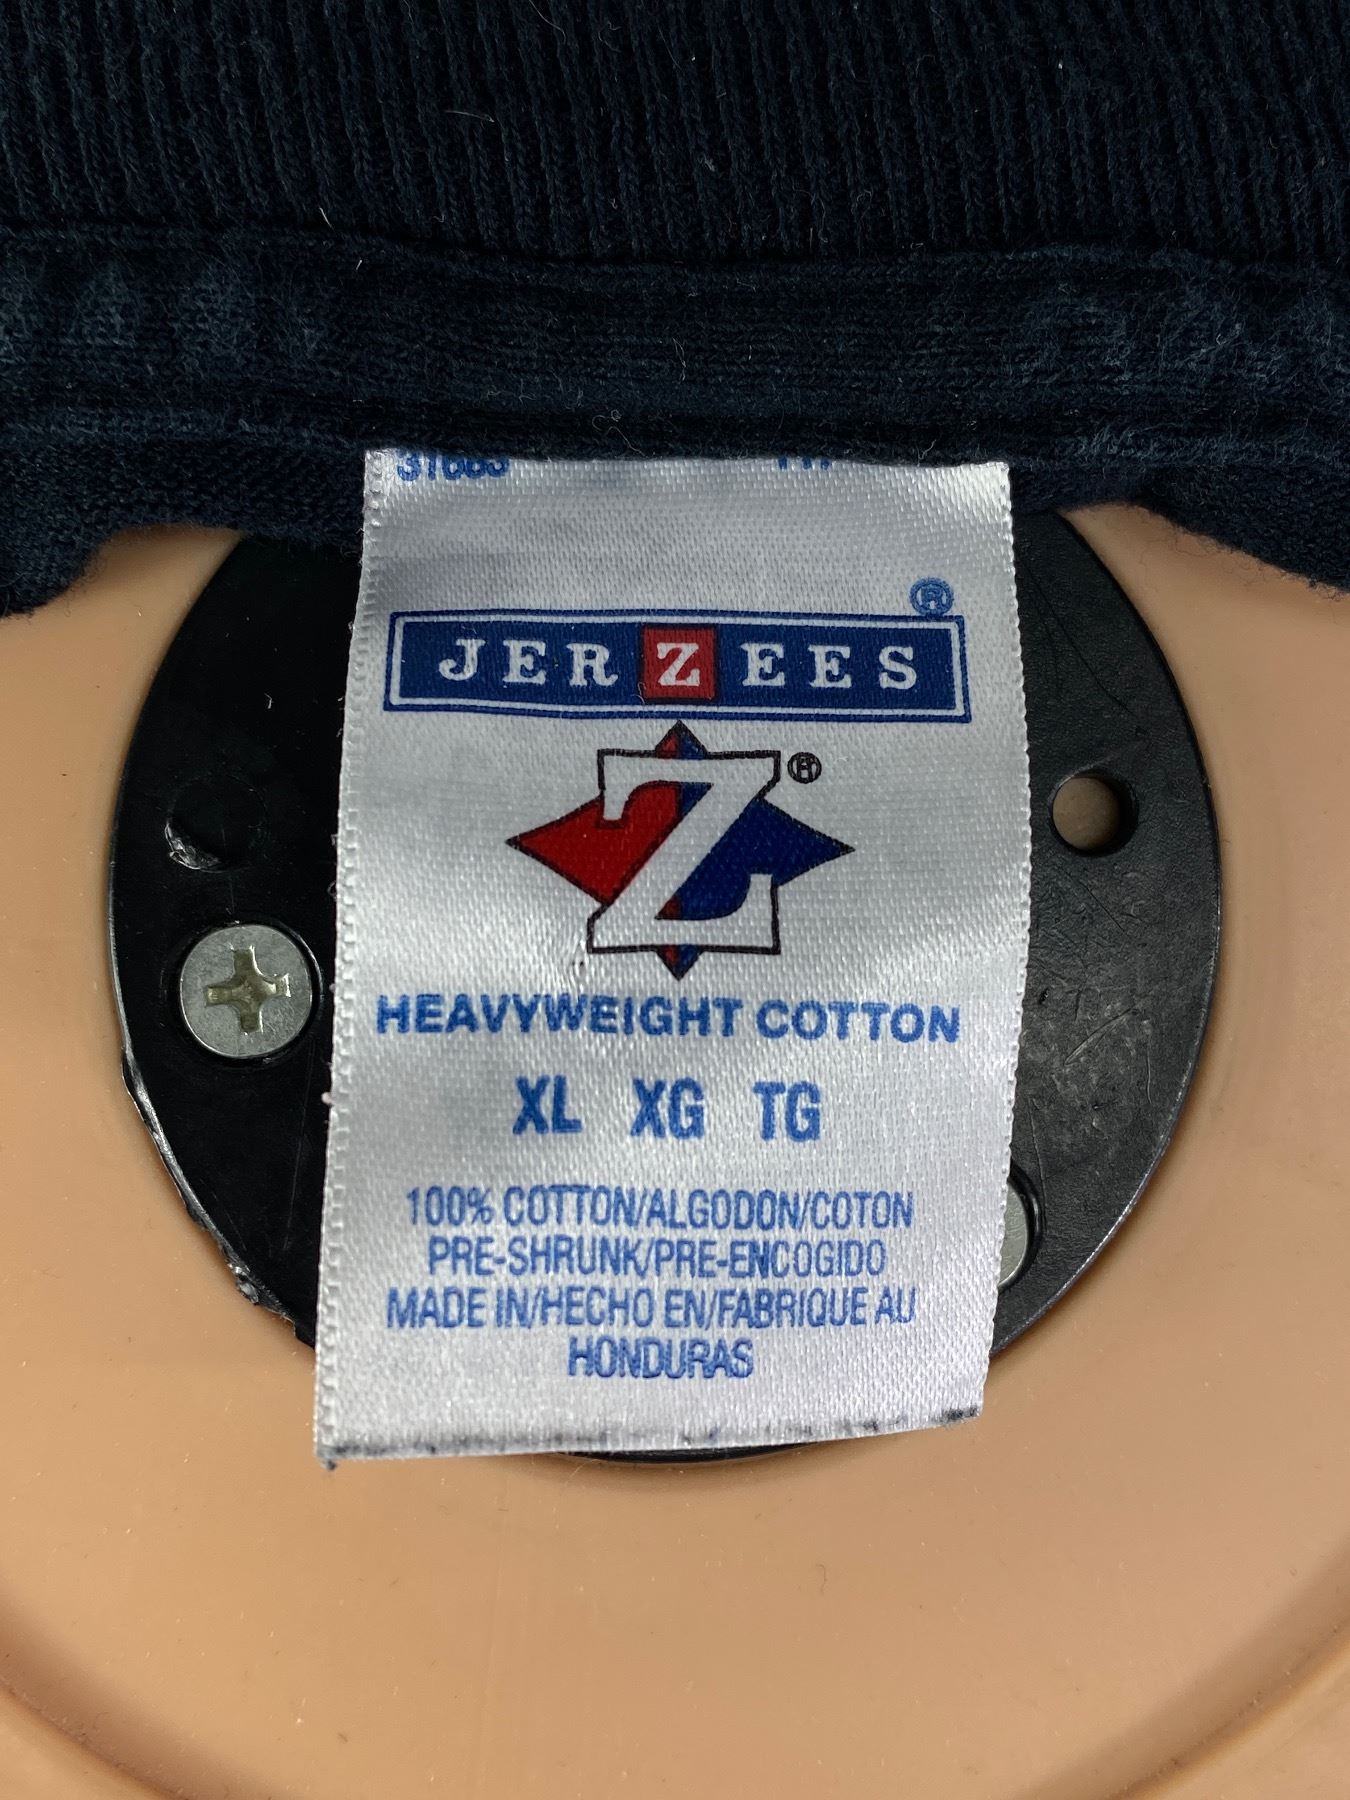 JERZEES ®
Z ®
HEAVYWEIGHT COTTON
XL XG TG
100% COTTON/ALGODON/COTON
PRE-SHRUNK/PRE-ENCOGIDO
MADE IN/HECHO EN/FABRIQUE AU
HONDURAS